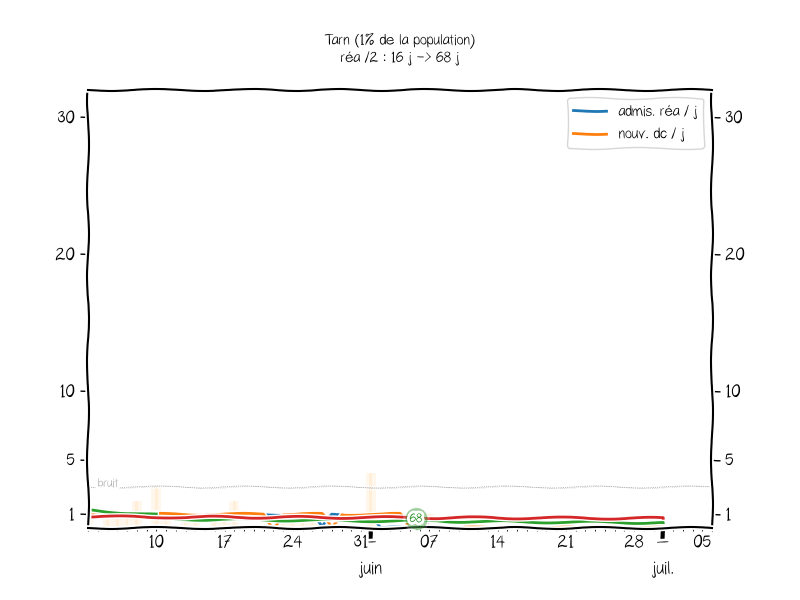 Tarn (1% de la population)
réa /2 : 16 j -> 68 j
admis. réa / j
nouv. dc / j
30 30
20 20
10 10
5 5
bruit
1 1
68
10 17 24 31 07 14 21 28 05
juin juil.